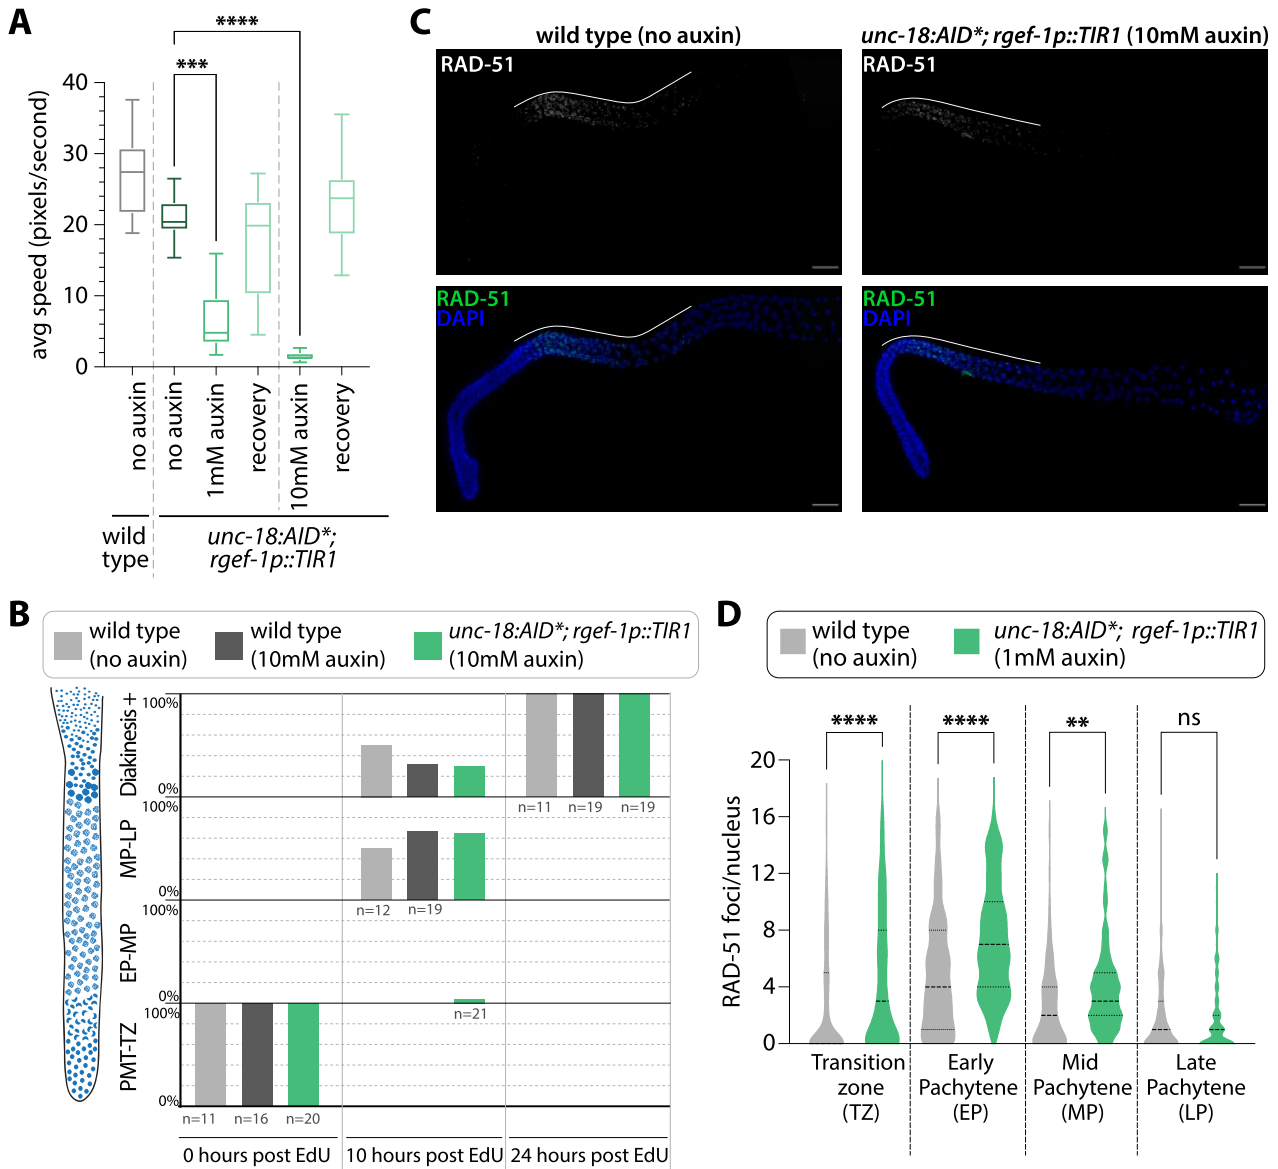 A
****
***
avg speed (pixels/second)
40
30
20
10
0
no auxin
no auxin
1mM auxin
recovery
10mM auxin
recovery
wild
type
unc-18:AID*;
rgef-1p::TIR1
C
wild type (no auxin)
unc-18:AID*; rgef-1p::TIR1 (10mM auxin)
RAD-51
RAD-51
RAD-51
DAPI
RAD-51
DAPI
B
wild type
(no auxin)
wild type
(10mM auxin)
unc-18:AID*; rgef-1p::TIR1
(10mM auxin)
Diakinesis +
100%
0%
n=11
n=19
n=19
MP-LP
100%
0%
n=12
n=19
EP-MP
100%
0%
n=21
PMT-TZ
100%
0%
n=11
n=16
n=20
0 hours post EdU
10 hours post EdU
24 hours post EdU
D
wild type
(no auxin)
unc-18:AID*; rgef-1p::TIR1
(1mM auxin)
****
****
**
ns
RAD-51 foci/nucleus
20
16
12
8
4
0
Transition
zone
(TZ)
Early
Pachytene
(EP)
Mid
Pachytene
(MP)
Late
Pachytene
(LP)